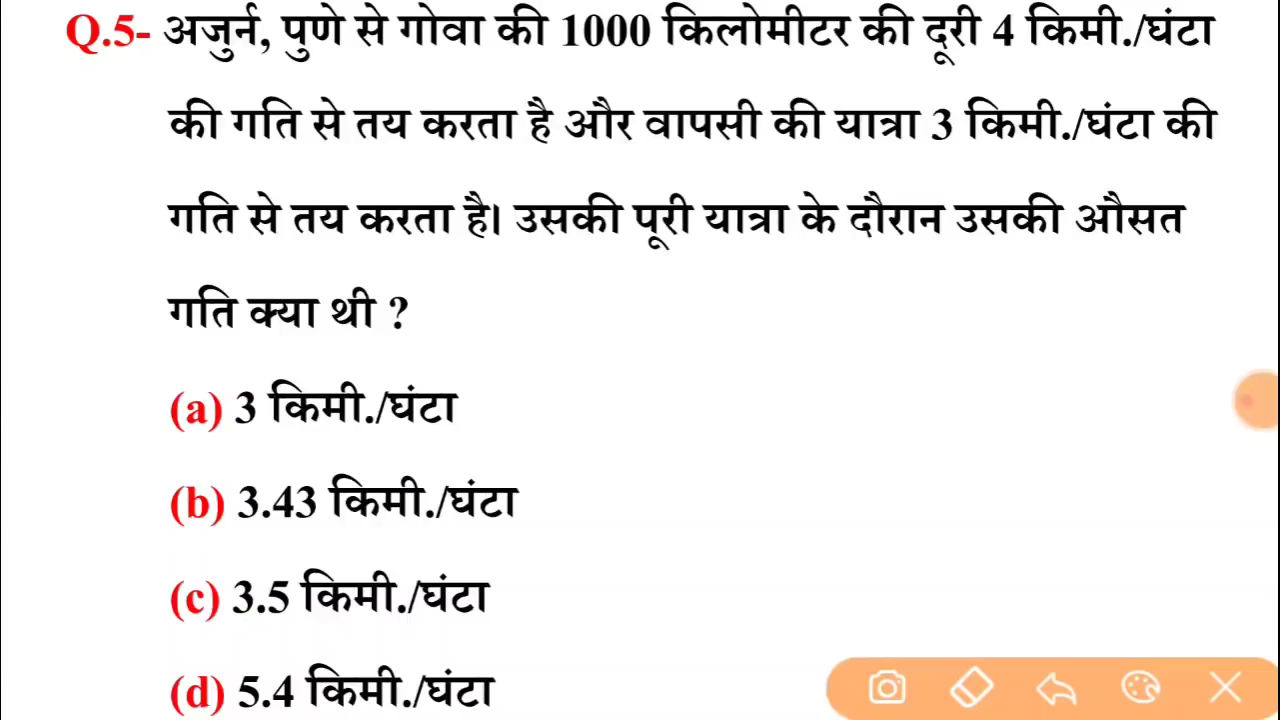 Q.5- अजुर्न, पुणे से गोवा की 1000 किलोमीटर की दूरी 4 किमी./घंटा
की गति से तय करता है और वापसी की यात्रा 3 किमी./घंटा की
गति से तय करता है। उसकी पूरी यात्रा के दौरान उसकी औसत
गति क्या थी ?
(a) 3 किमी./घंटा
(b) 3.43 किमी./घंटा
(c) 3.5 किमी./घंटा
(d) 5.4 किमी./घंटा